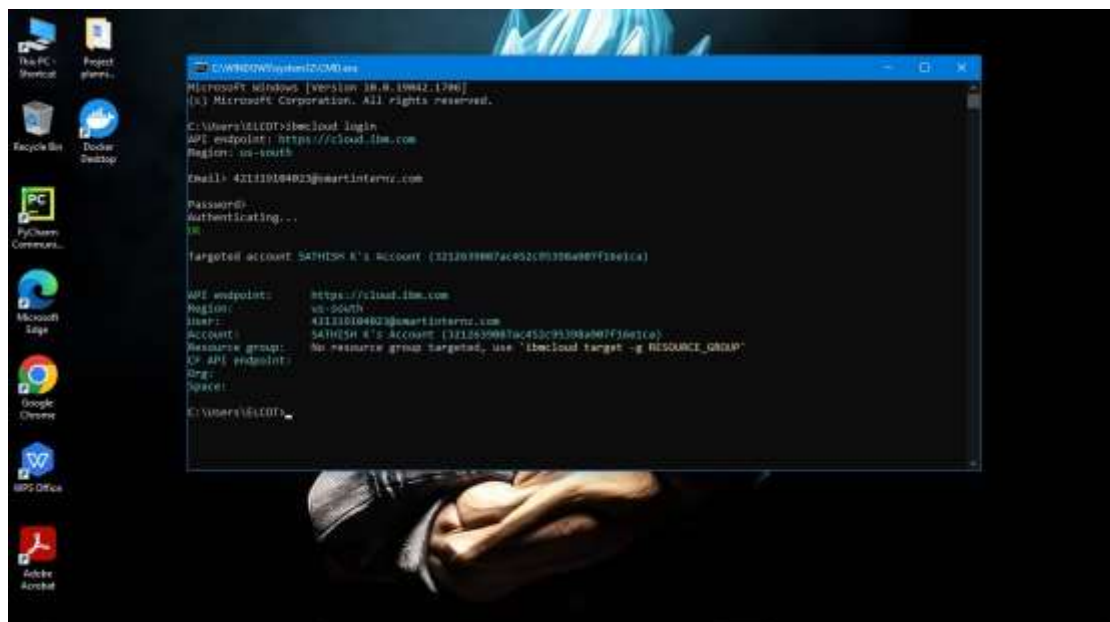 This PC - Shortcut
Project planni...
Recycle Bin
Docker Desktop
PyCharm Communi...
Microsoft Edge
Google Chrome
WPS Office
Adobe Acrobat
C:\WINDOWS\system32\CMD.exe
Microsoft Windows [Version 10.0.19042.1706]
(c) Microsoft Corporation. All rights reserved.
C:\Users\ELCOT>ibmcloud login
API endpoint: https://cloud.ibm.com
Region: us-south
Email> 421319104023@smartinternz.com
Password>
Authenticating...
OK
Targeted account SATHISH K's Account
API endpoint: https://cloud.ibm.com
Region: us-south
User: 421319104023@smartinternz.com
Account: SATHISH K's Account
Resource group: No resource group targeted, use 'ibmcloud target -g RESOURCE_GROUP'
CF API endpoint:
Org:
Space:
C:\Users\ELCOT>